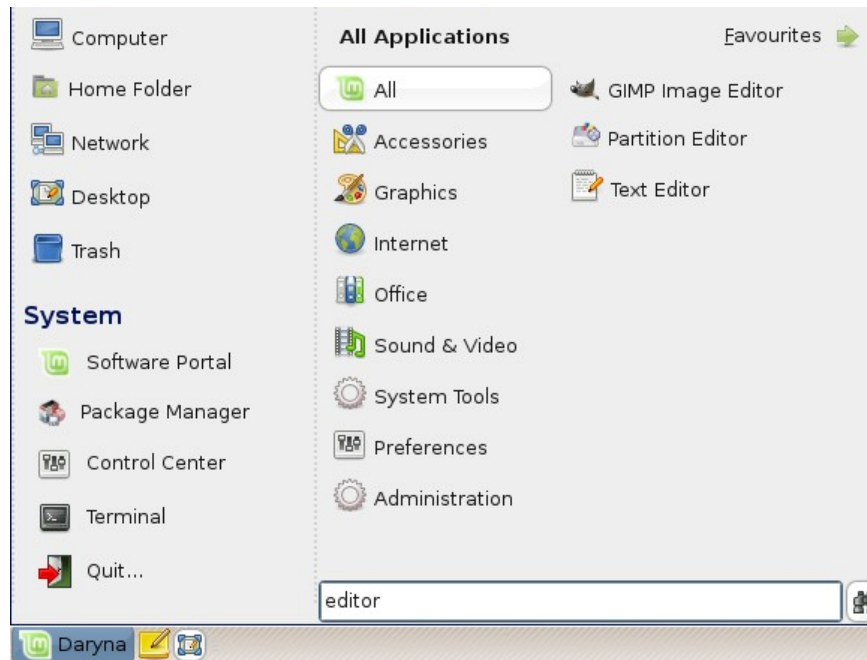 Computer
Home Folder
Network
Desktop
Trash
System
Software Portal
Package Manager
Control Center
Terminal
Quit...
All Applications
Favourites
All
Accessories
Graphics
Internet
Office
Sound & Video
System Tools
Preferences
Administration
GIMP Image Editor
Partition Editor
Text Editor
editor
Daryna